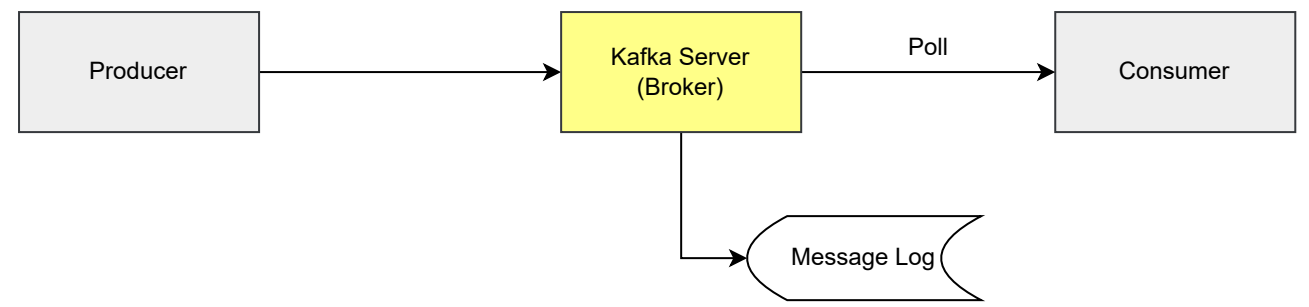 Producer
Kafka Server
(Broker)
Poll
Consumer
Message Log